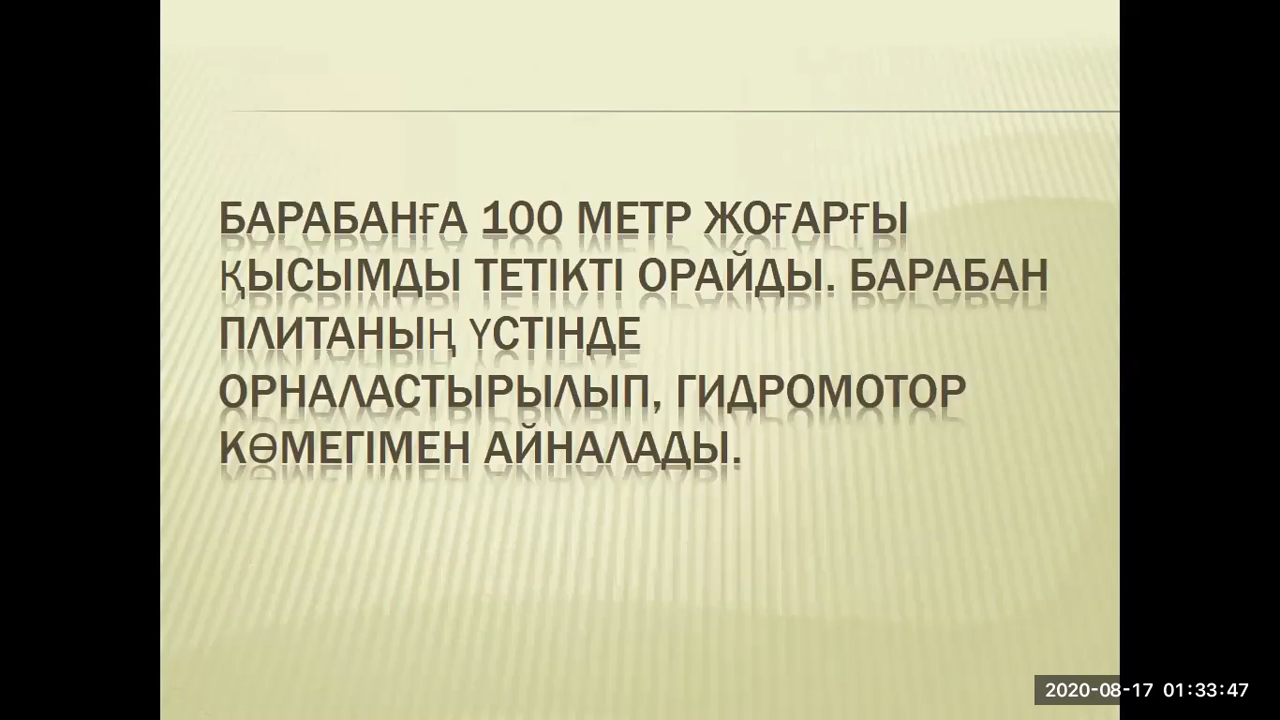 БАРАБАНҒА 100 МЕТР ЖОҒАРҒЫ
ҚЫСЫМДЫ ТЕТІКТІ ОРАЙДЫ. БАРАБАН
ПЛИТАНЫҢ ҮСТІНДЕ
ОРНАЛАСТЫРЫЛЫП, ГИДРОМОТОР
КӨМЕГІМЕН АЙНАЛАДЫ.
2020-08-17 01:33:47